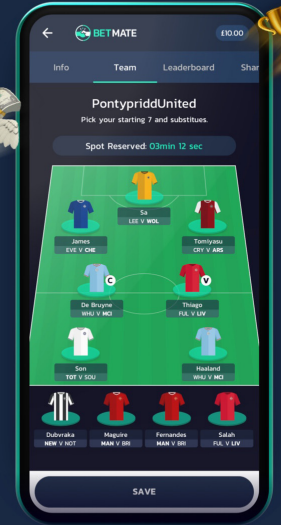 BETMATE
£10.00
Info Team Leaderboard Shar
PontypriddUnited
Pick your starting 7 and substitues.
Spot Reserved: 03min 12 sec
Sa
LEE V WOL
James
EVE V CHE
Tomiyasu
CRY V ARS
C
V
De Bruyne
WHU V MCI
Thiago
FUL V LIV
Son
TOT V SOU
Haaland
WHU V MCI
Dubvraka
NEW V NOT
Maguire
MAN V BRI
Fernandes
MAN V BRI
Salah
FUL V LIV
SAVE